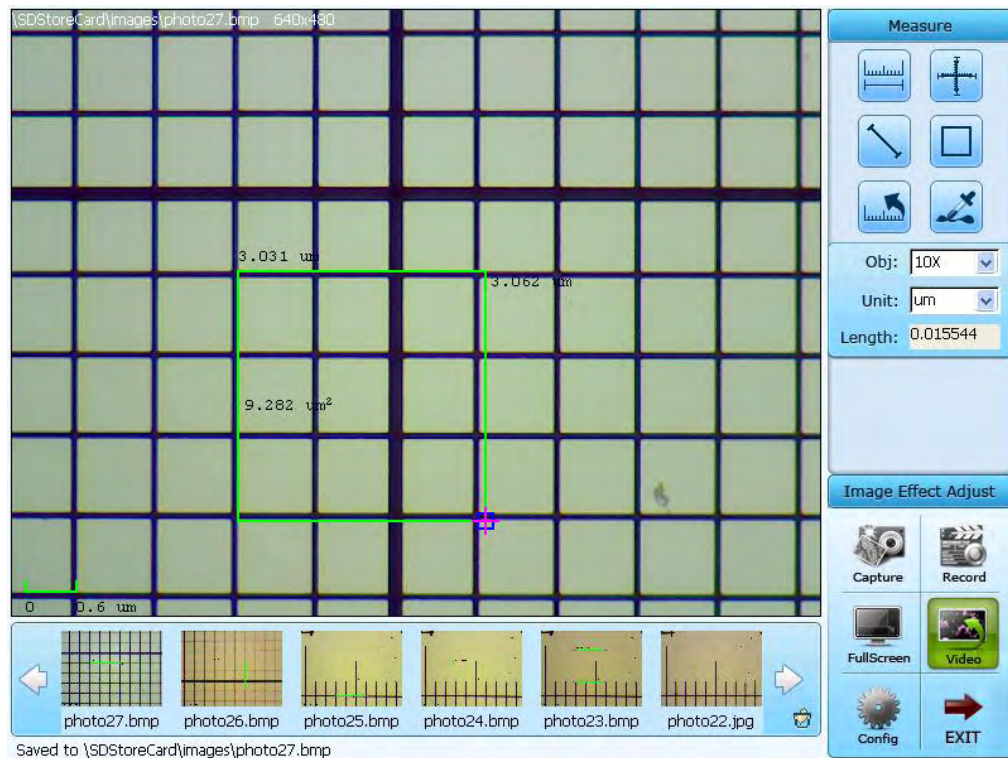 \SDStoreCard\images\photo27.bmp 640x480
3.031 um
3.062 um
9.282 um²
0 0.6 um
Measure
Obj: 10X
Unit: um
Length: 0.015544
Image Effect Adjust
Capture Record
FullScreen Video
Config EXIT
photo27.bmp photo26.bmp photo25.bmp photo24.bmp photo23.bmp photo22.jpg
Saved to \SDStoreCard\images\photo27.bmp